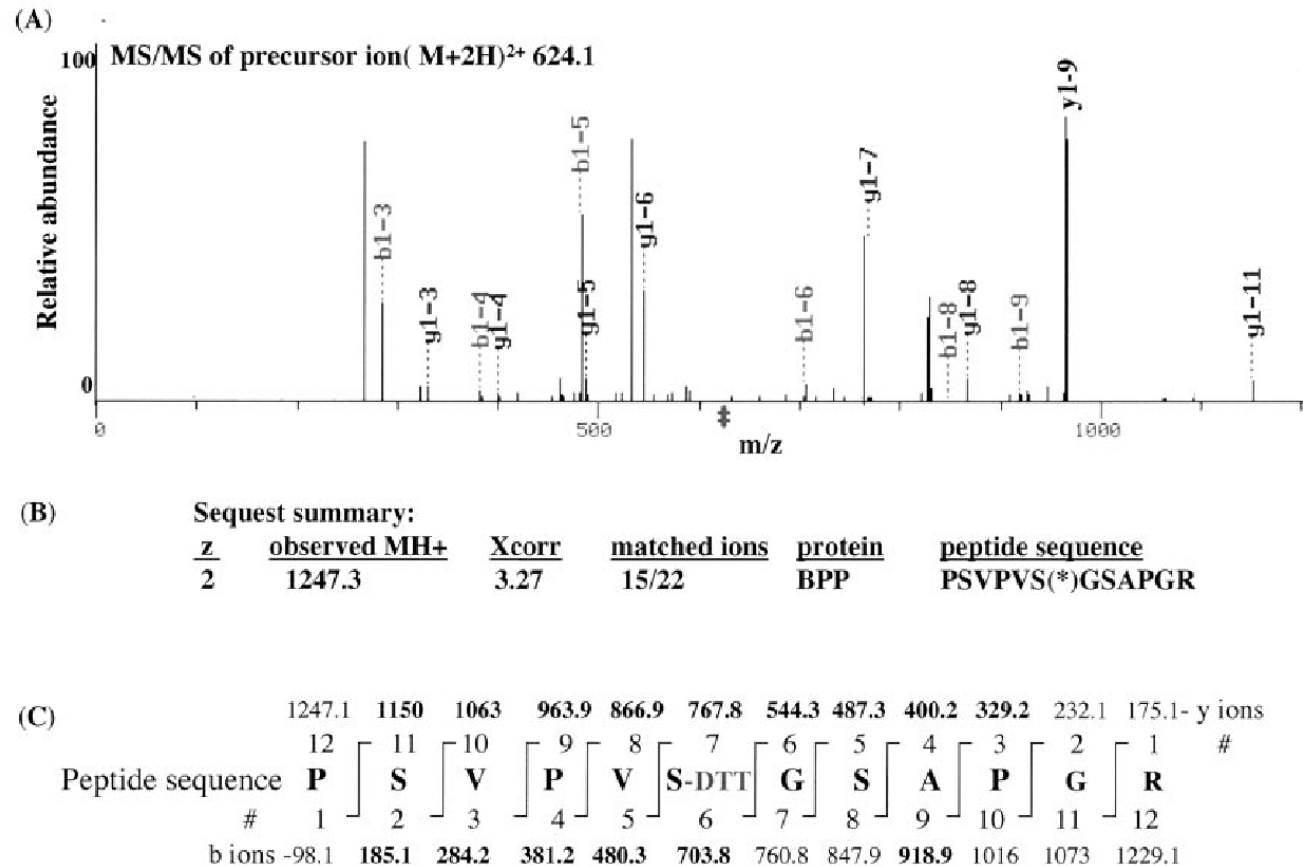 (A)
100
MS/MS of precursor ion( M+2H)²⁺ 624.1
Relative abundance
0
b1-3
y1-3
b1-4
y1-4
b1-5
y1-5
y1-6
b1-6
y1-7
b1-8
y1-8
b1-9
y1-9
y1-11
0 500 1000
‡
m/z
(B)
Sequest summary:
z observed MH+ Xcorr matched ions protein peptide sequence
2 1247.3 3.27 15/22 BPP PSVPVS(*)GSAPGR
(C)
1247.1 1150 1063 963.9 866.9 767.8 544.3 487.3 400.2 329.2 232.1 175.1- y ions
12 11 10 9 8 7 6 5 4 3 2 1 #
Peptide sequence P S V P V S-DTT G S A P G R
# 1 2 3 4 5 6 7 8 9 10 11 12
b ions -98.1 185.1 284.2 381.2 480.3 703.8 760.8 847.9 918.9 1016 1073 1229.1